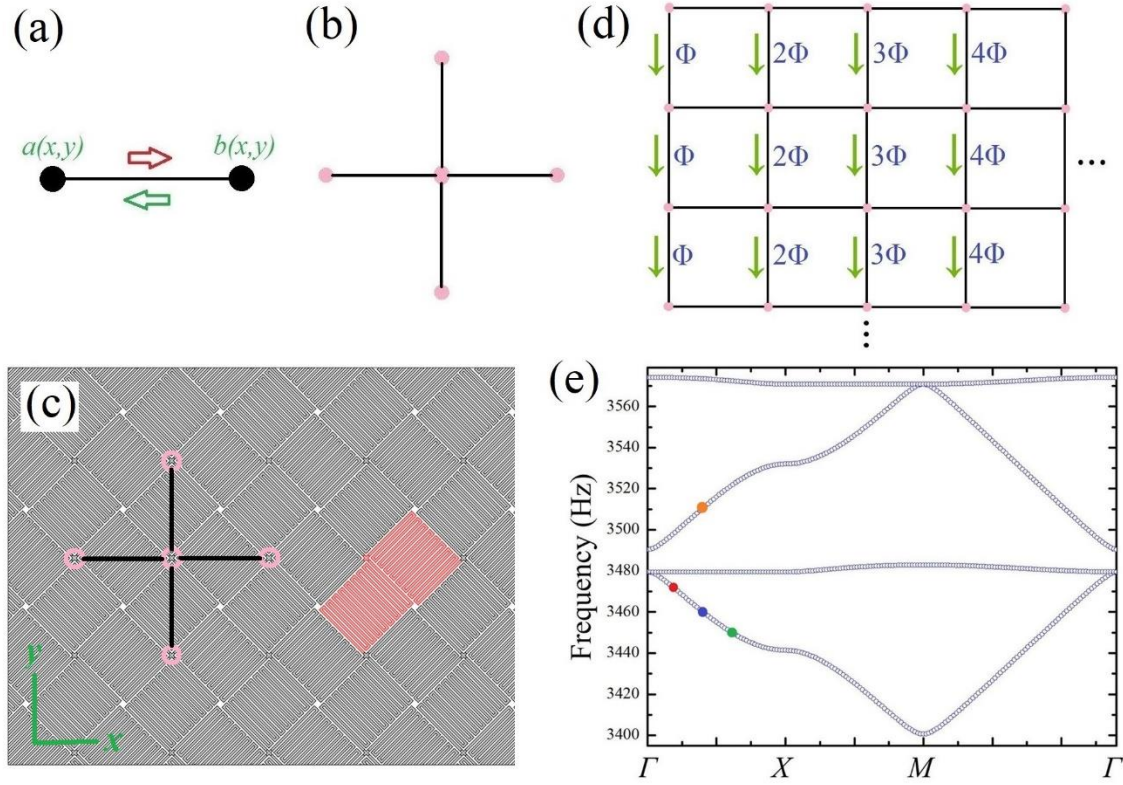 (a)
a(x,y)
b(x,y)
(b)
(d)
Φ 2Φ 3Φ 4Φ
Φ 2Φ 3Φ 4Φ ...
Φ 2Φ 3Φ 4Φ
⋮
(c)
y
x
(e)
Frequency (Hz)
3560
3540
3520
3500
3480
3460
3440
3420
3400
Γ X M Γ